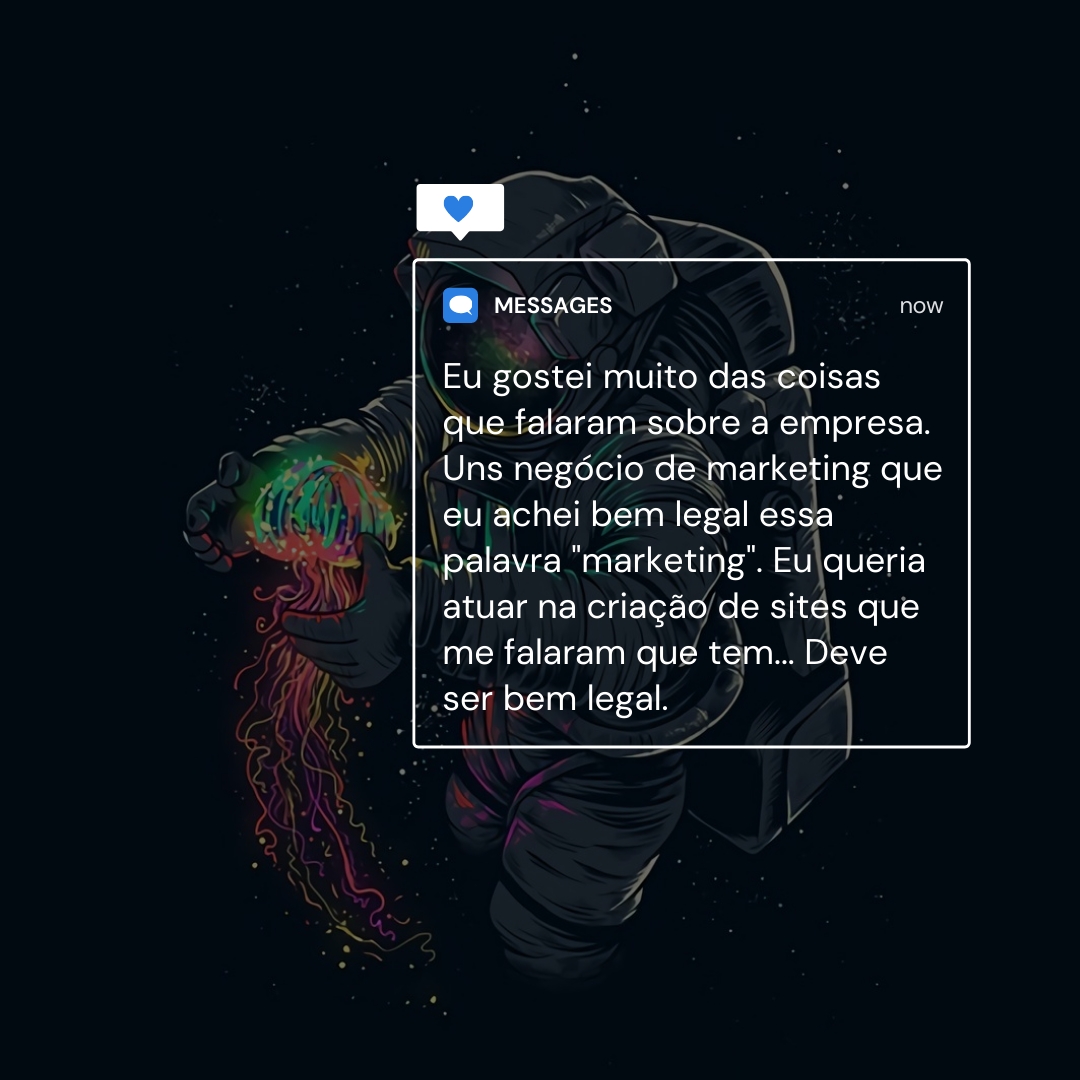 MESSAGES
now
Eu gostei muito das coisas
que falaram sobre a empresa.
Uns negócio de marketing que
eu achei bem legal essa
palavra "marketing". Eu queria
atuar na criação de sites que
me falaram que tem... Deve
ser bem legal.